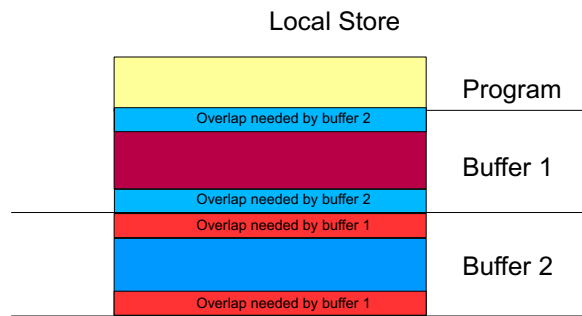 Local Store
Program
Overlap needed by buffer 2
Buffer 1
Overlap needed by buffer 2
Overlap needed by buffer 1
Buffer 2
Overlap needed by buffer 1